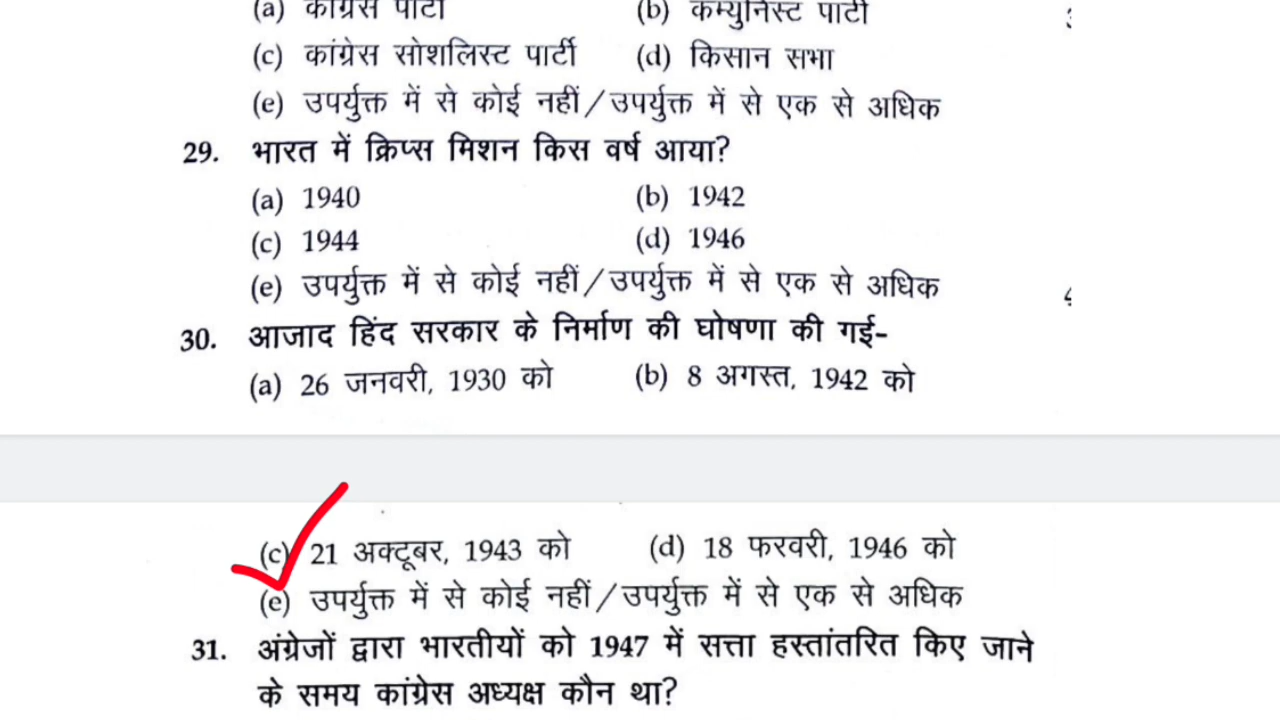 (a) कांग्रेस पार्टी (b) कम्युनिस्ट पार्टी
(c) कांग्रेस सोशलिस्ट पार्टी (d) किसान सभा
(e) उपर्युक्त में से कोई नहीं/उपर्युक्त में से एक से अधिक
29. भारत में क्रिप्स मिशन किस वर्ष आया?
(a) 1940 (b) 1942
(c) 1944 (d) 1946
(e) उपर्युक्त में से कोई नहीं/उपर्युक्त में से एक से अधिक
30. आजाद हिंद सरकार के निर्माण की घोषणा की गई-
(a) 26 जनवरी, 1930 को (b) 8 अगस्त, 1942 को
(c) 21 अक्टूबर, 1943 को (d) 18 फरवरी, 1946 को
(e) उपर्युक्त में से कोई नहीं/उपर्युक्त में से एक से अधिक
31. अंग्रेजों द्वारा भारतीयों को 1947 में सत्ता हस्तांतरित किए जाने
के समय कांग्रेस अध्यक्ष कौन था?